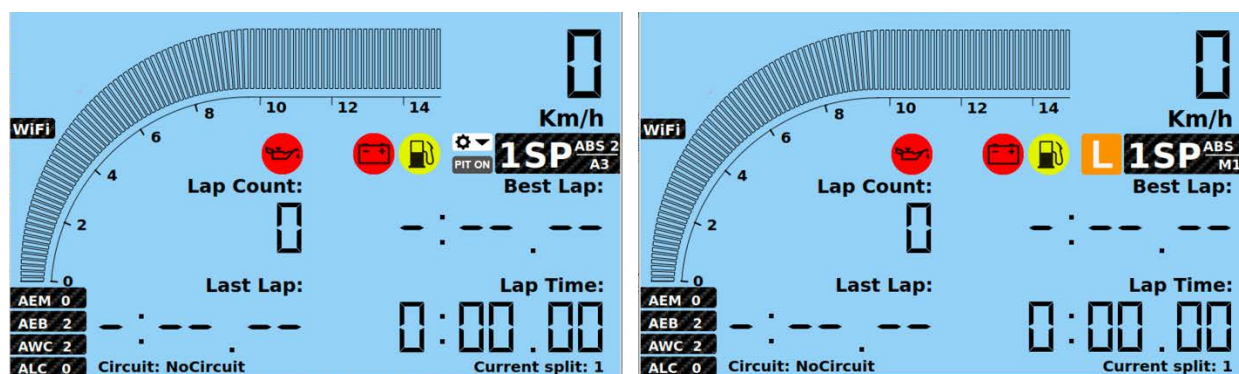 0
Km/h
8
10
12
14
WiFi
6
PIT ON
1SP
ABS 2
A3
4
Lap Count:
Best Lap:
0
- : - - . - -
2
0
Last Lap:
Lap Time:
AEM 0
AEB 2
AWC 2
ALC 0
- : - - . - -
0:00.00
Circuit: NoCircuit
Current split: 1
0
Km/h
8
10
12
14
WiFi
6
L
1SP
ABS
M1
4
Lap Count:
Best Lap:
0
- : - - . - -
2
0
Last Lap:
Lap Time:
AEM 0
AEB 2
AWC 2
ALC 0
- : - - . - -
0:00.00
Circuit: NoCircuit
Current split: 1